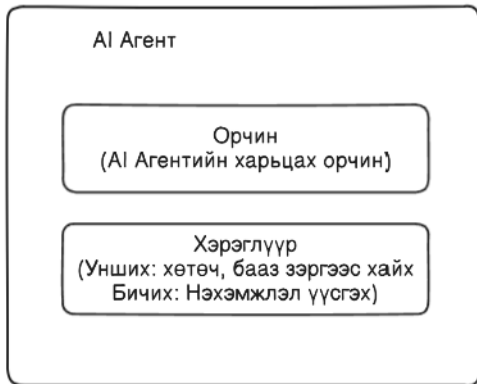 AI Агент
Орчин
(AI Агентийн харьцах орчин)
Хэрэглүүр
(Унших: хөтөч, бааз зэргээс хайх
Бичих: Нэхэмжлэл үүсгэх)